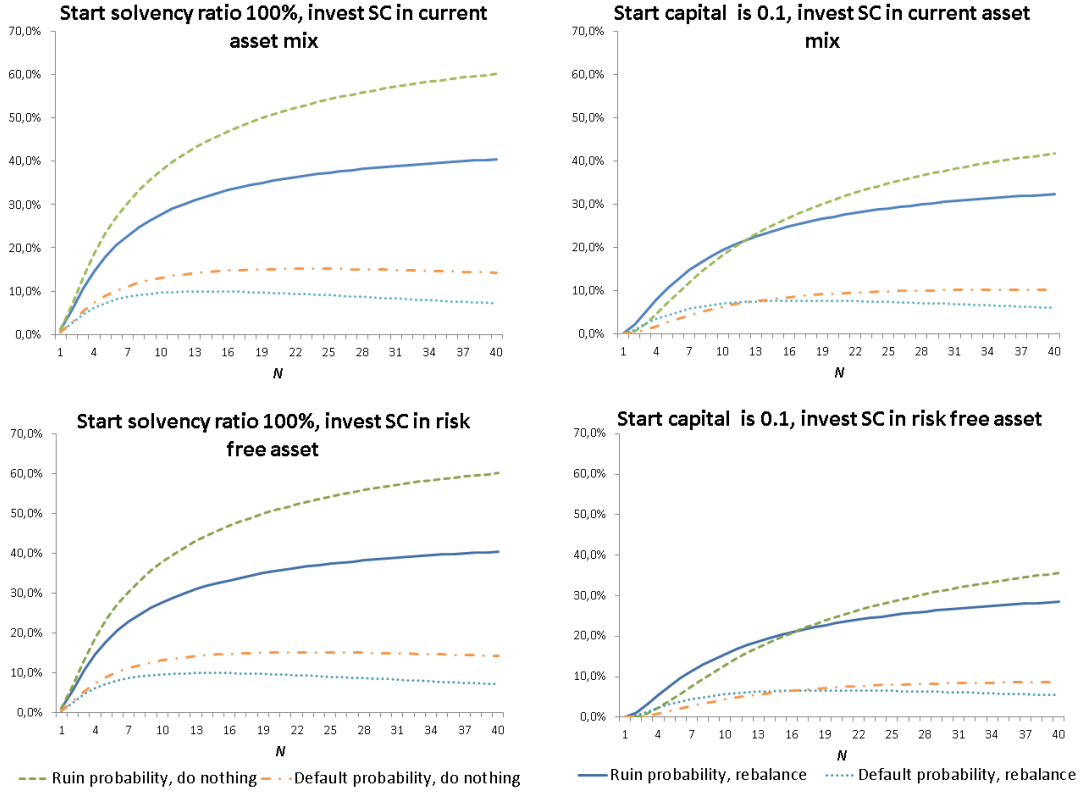 Start solvency ratio 100%, invest SC in current
asset mix
70,0%
60,0%
50,0%
40,0%
30,0%
20,0%
10,0%
0,0%
1 4 7 10 13 16 19 22 25 28 31 34 37 40
N
Start capital is 0.1, invest SC in current asset
mix
70,0%
60,0%
50,0%
40,0%
30,0%
20,0%
10,0%
0,0%
1 4 7 10 13 16 19 22 25 28 31 34 37 40
N
Start solvency ratio 100%, invest SC in risk
free asset
70,0%
60,0%
50,0%
40,0%
30,0%
20,0%
10,0%
0,0%
1 4 7 10 13 16 19 22 25 28 31 34 37 40
N
Start capital is 0.1, invest SC in risk free asset
70,0%
60,0%
50,0%
40,0%
30,0%
20,0%
10,0%
0,0%
1 4 7 10 13 16 19 22 25 28 31 34 37 40
N
Ruin probability, do nothing Default probability, do nothing
Ruin probability, rebalance Default probability, rebalance